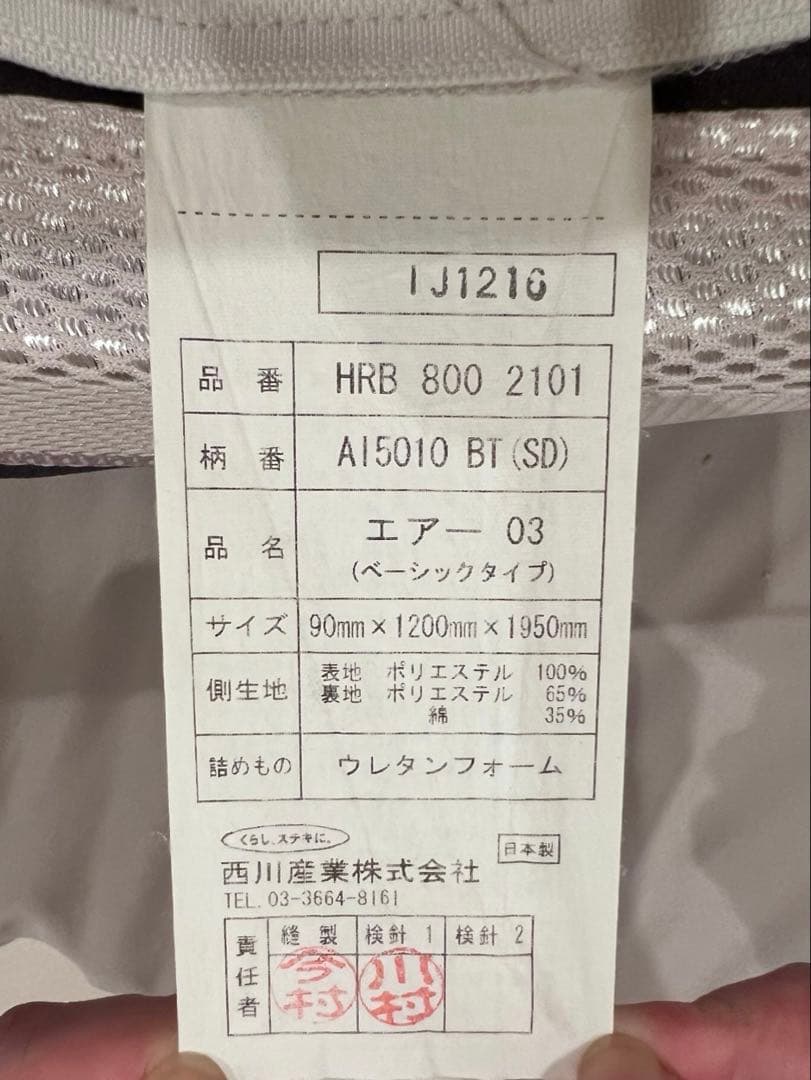 IJ1216
品 番 HRB 800 2101
柄 番 AI5010 BT(SD)
品 名 エアー 03
(ベーシックタイプ)
サイズ 90mm×1200mm×1950mm
側生地 表地 ポリエステル 100%
裏地 ポリエステル 65%
綿 35%
詰めもの ウレタンフォーム
くらし、ステキに。
日本製
西川産業株式会社
TEL. 03-3664-8161
責任者 縫 製 検針 1 検針 2
今村 川村